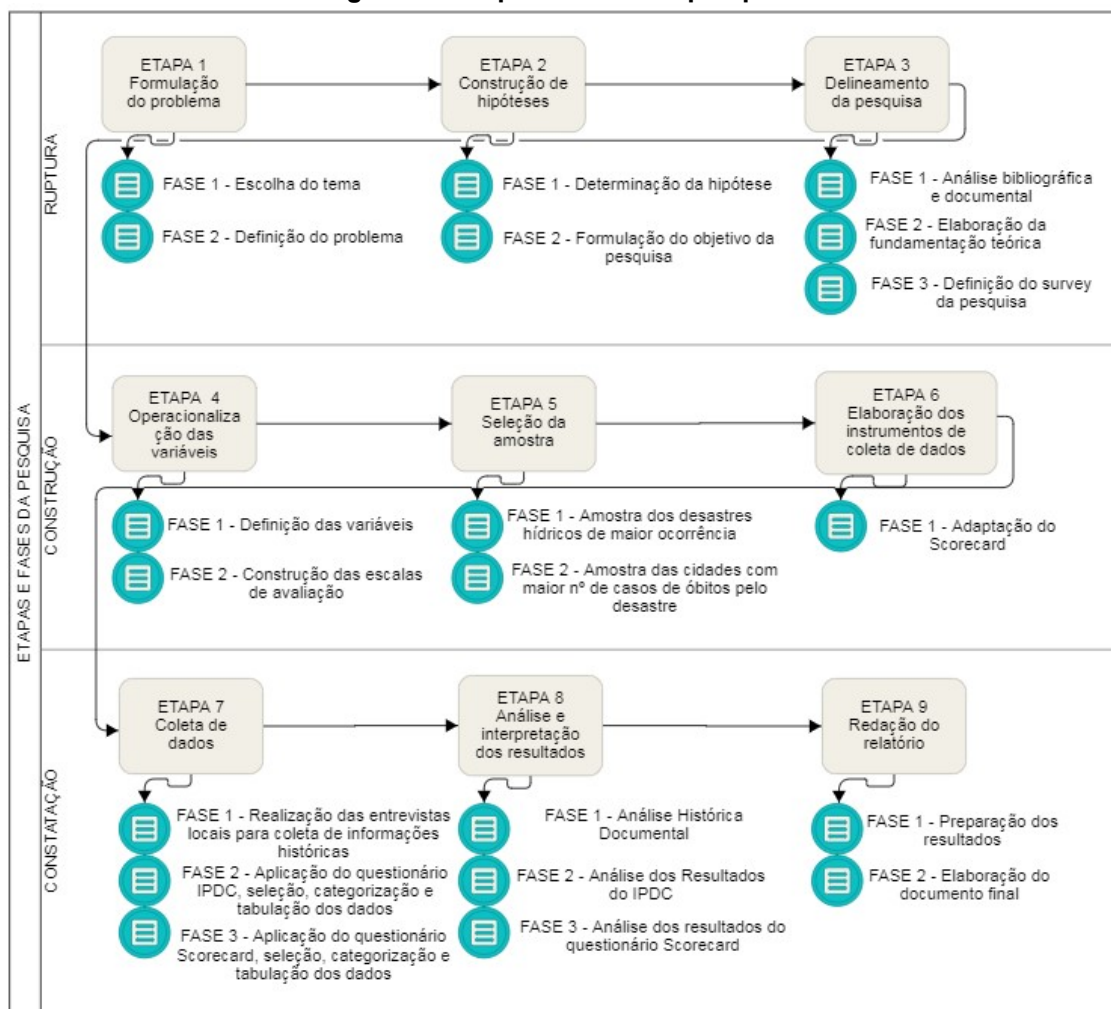 ETAPAS E FASE DA PESQUISA
RUPTURA
ETAPA 1
Formulação
do problema
ETAPA 2
Construção de
hipóteses
ETAPA 3
Delineamento
da pesquisa
FASE 1 - Escolha do tema
FASE 2 - Definição do problema
FASE 1 - Determinação da hipótese
FASE 2 - Formulação do objetivo da
pesquisa
FASE 1 - Análise bibliográfica
e documental
FASE 2 - Elaboração da
fundamentação teórica
FASE 3 - Definição do survey
da pesquisa
CONSTRUÇÃO
ETAPA 4
Operacionaliza
ção das
variáveis
ETAPA 5
Seleção da
amostra
ETAPA 6
Elaboração dos
instrumentos de
coleta de dados
FASE 1 - Definição das variáveis
FASE 2 - Construção das escalas
de avaliação
FASE 1 - Amostra dos desastres
hídricos de maior ocorrência
FASE 2 - Amostra das cidades com
maior nº de casos de óbitos pelo
desastre
FASE 1 - Adaptação do
Scorecard
CONSTATAÇÃO
ETAPA 7
Coleta de
dados
ETAPA 8
Análise e
interpretação
dos resultados
ETAPA 9
Redação do
relatório
FASE 1 - Realização das entrevistas
locais para coleta de informações
históricas
FASE 2 - Aplicação do questionário
IPDC, seleção, categorização e
tabulação dos dados
FASE 3 - Aplicação do questionário
Scorecard, seleção, categorização e
tabulação dos dados
FASE 1 - Análise Histórica
Documental
FASE 2 - Análise dos Resultados
do IPDC
FASE 3 - Análise dos resultados do
questionário Scorecard
FASE 1 - Preparação dos
resultados
FASE 2 - Elaboração do
documento final